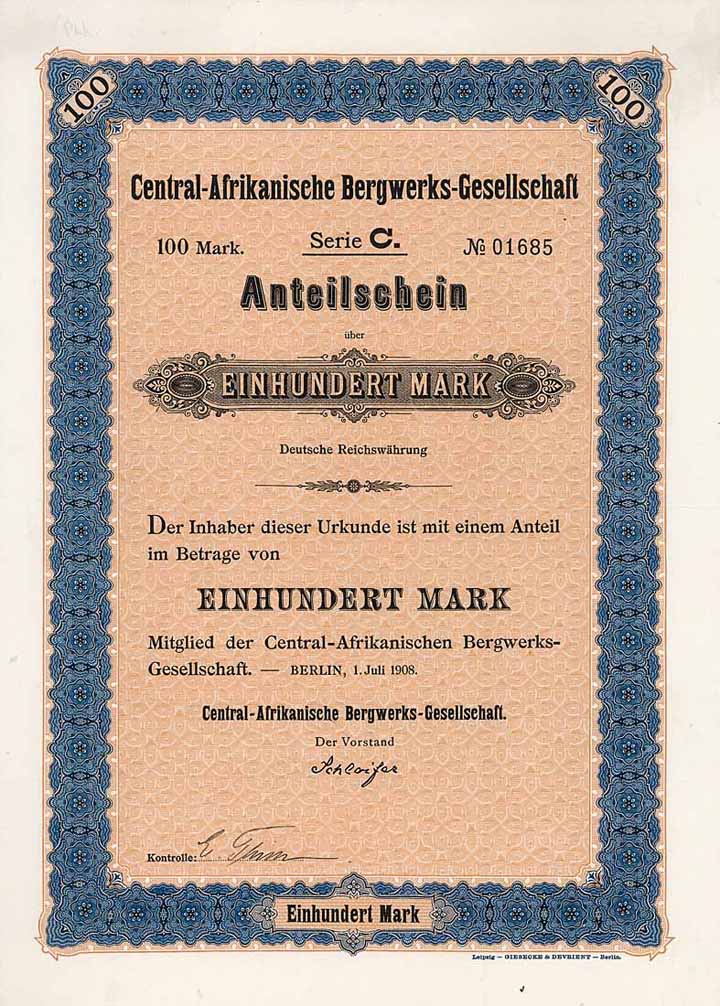 100
100
Central-Afrikanische Bergwerks-Gesellschaft
100 Mark. Serie C. № 01685
Anteilschein
über
EINHUNDERT MARK
Deutsche Reichswährung
Der Inhaber dieser Urkunde ist mit einem Anteil
im Betrage von
EINHUNDERT MARK
Mitglied der Central-Afrikanischen Bergwerks-
Gesellschaft. — BERLIN, 1. Juli 1908.
Central-Afrikanische Bergwerks-Gesellschaft.
Der Vorstand
Schloifer
Kontrolle:
Einhundert Mark
Leipzig — GIESECKE & DEVRIENT — Berlin.